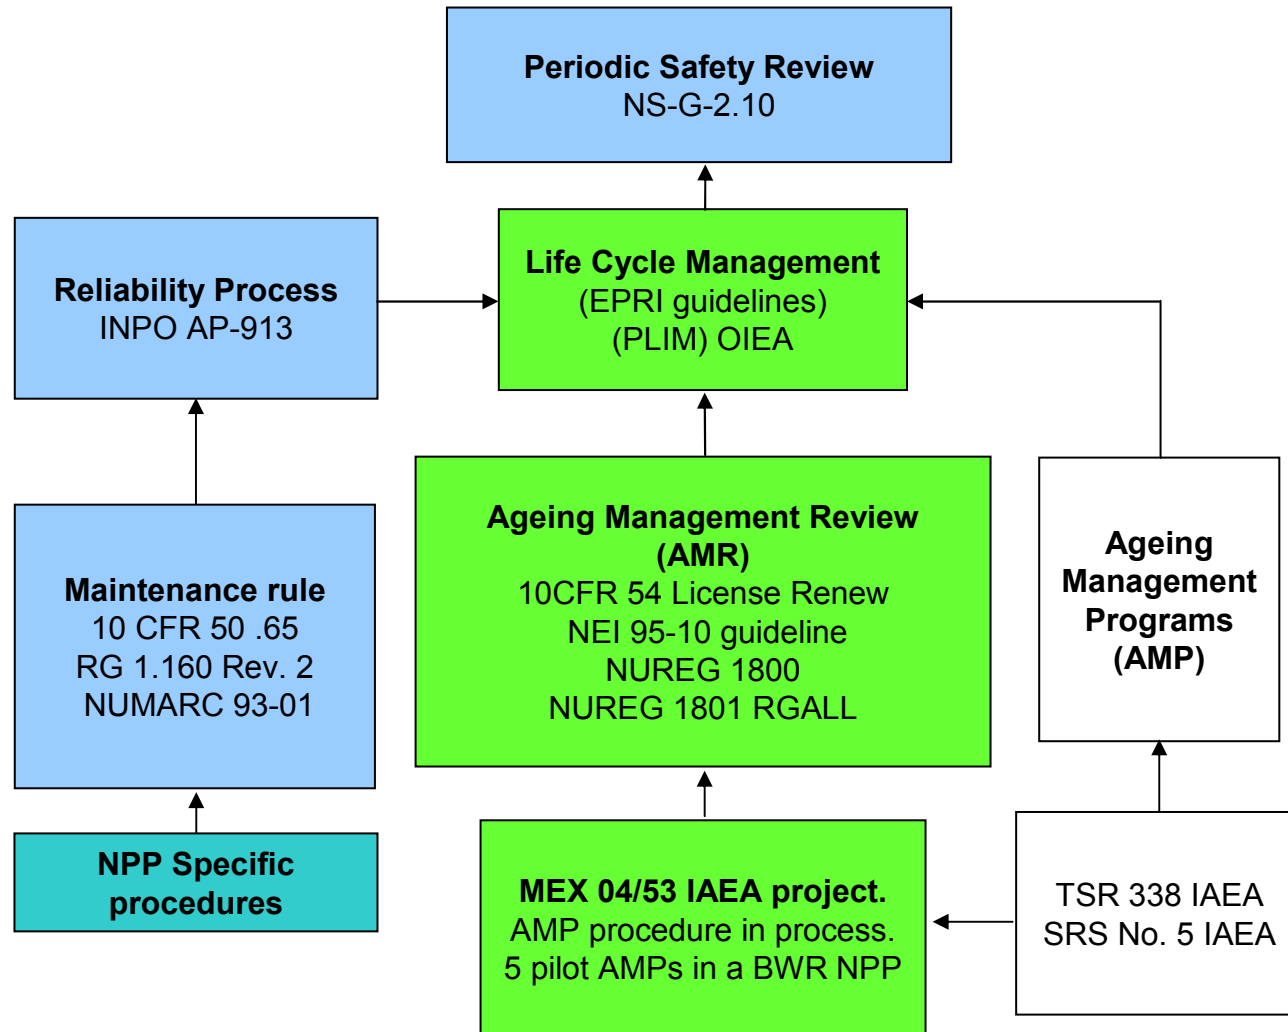 Periodic Safety Review
NS-G-2.10
Life Cycle Management
(EPRI guidelines)
(PLIM) OIEA
Reliability Process
INPO AP-913
Ageing Management Review
(AMR)
10CFR 54 License Renew
NEI 95-10 guideline
NUREG 1800
NUREG 1801 RGALL
Ageing
Management
Programs
(AMP)
Maintenance rule
10 CFR 50 .65
RG 1.160 Rev. 2
NUMARC 93-01
NPP Specific
procedures
MEX 04/53 IAEA project.
AMP procedure in process.
5 pilot AMPs in a BWR NPP
TSR 338 IAEA
SRS No. 5 IAEA